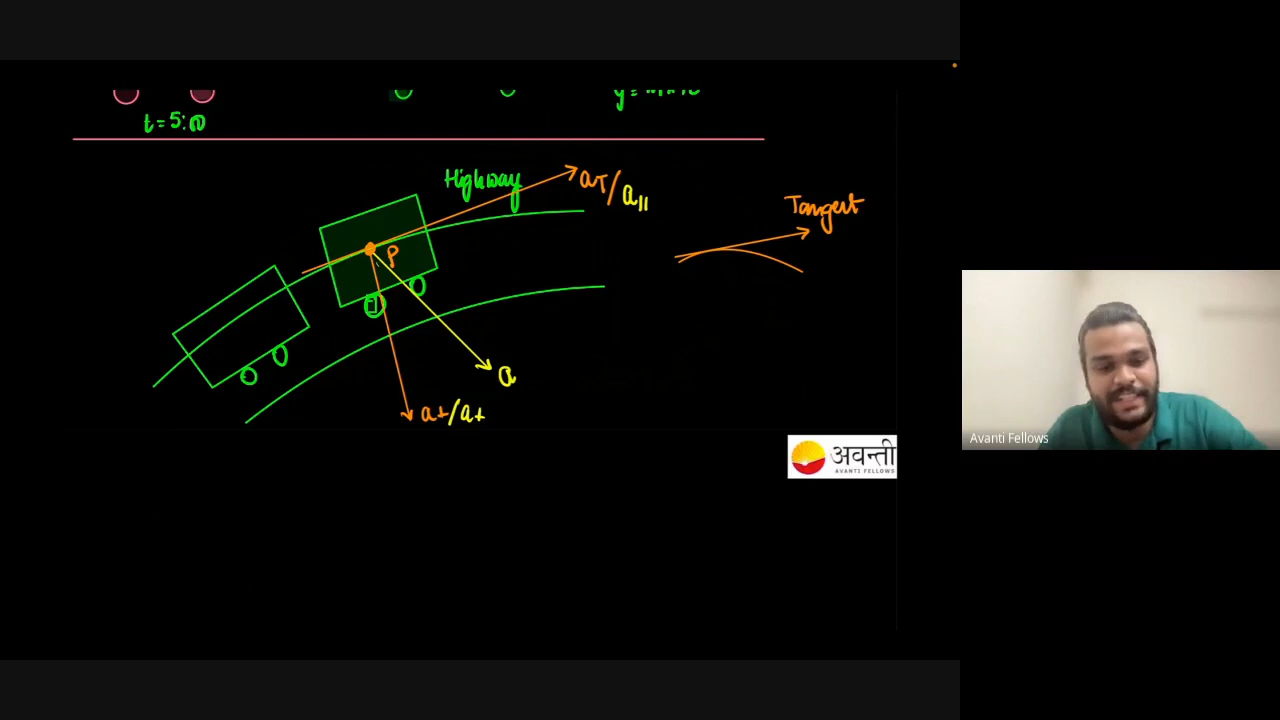 t = 5:00
Highway
aT/a||
Tangent
P
a
a⊥/a⊥
अवन्ती
AVANTI FELLOWS
Avanti Fellows